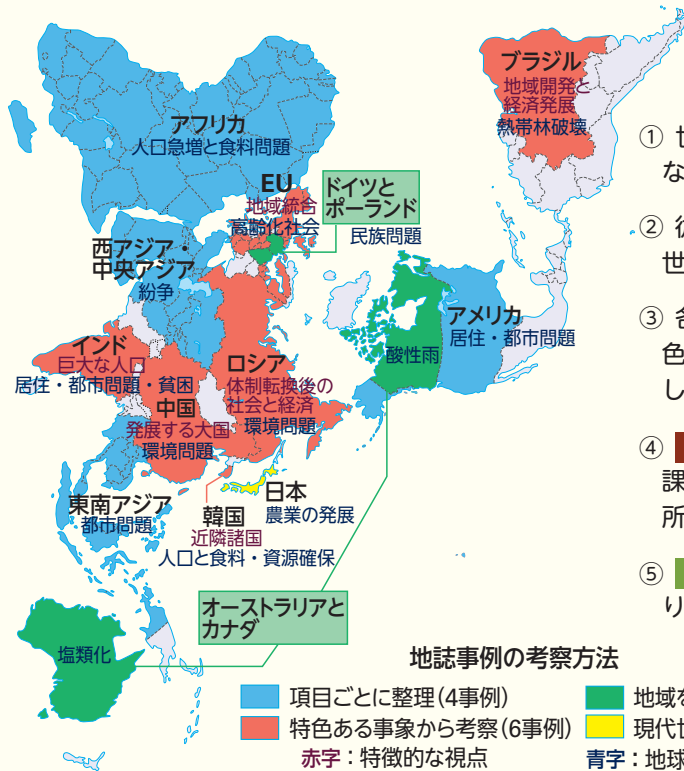 ブラジル
地域開発と
経済発展
熱帯林破壊
アフリカ
人口急増と食料問題
EU
地域統合
高齢化社会
ドイツと
ポーランド
民族問題
西アジア・
中央アジア
紛争
アメリカ
居住・都市問題
酸性雨
インド
巨大な人口
居住・都市問題・貧困
ロシア
体制転換後の
社会と経済
環境問題
中国
発展する大国
環境問題
日本
農業の発展
韓国
近隣諸国
人口と食料・資源確保
東南アジア
都市問題
オーストラリアと
カナダ
塩類化
①
な
②
世
③
色
し
④
課
所
⑤
り
地誌事例の考察方法
項目ごとに整理(4事例)
地域を
特色ある事象から考察(6事例)
現代世
赤字：特徴的な視点
青字：地球